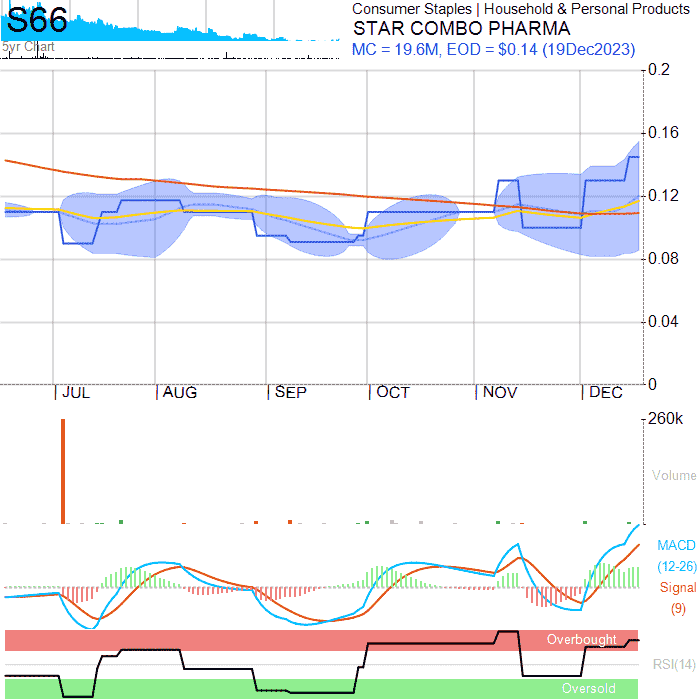 S66
5yr Chart
Consumer Staples | Household & Personal Products
STAR COMBO PHARMA
MC = 19.6M, EOD = $0.14 (19Dec2023)
0.2
0.16
0.12
0.08
0.04
0
JUL
AUG
SEP
OCT
NOV
DEC
260k
Volume
MACD
(12-26)
Signal
(9)
Overbought
RSI(14)
Oversold